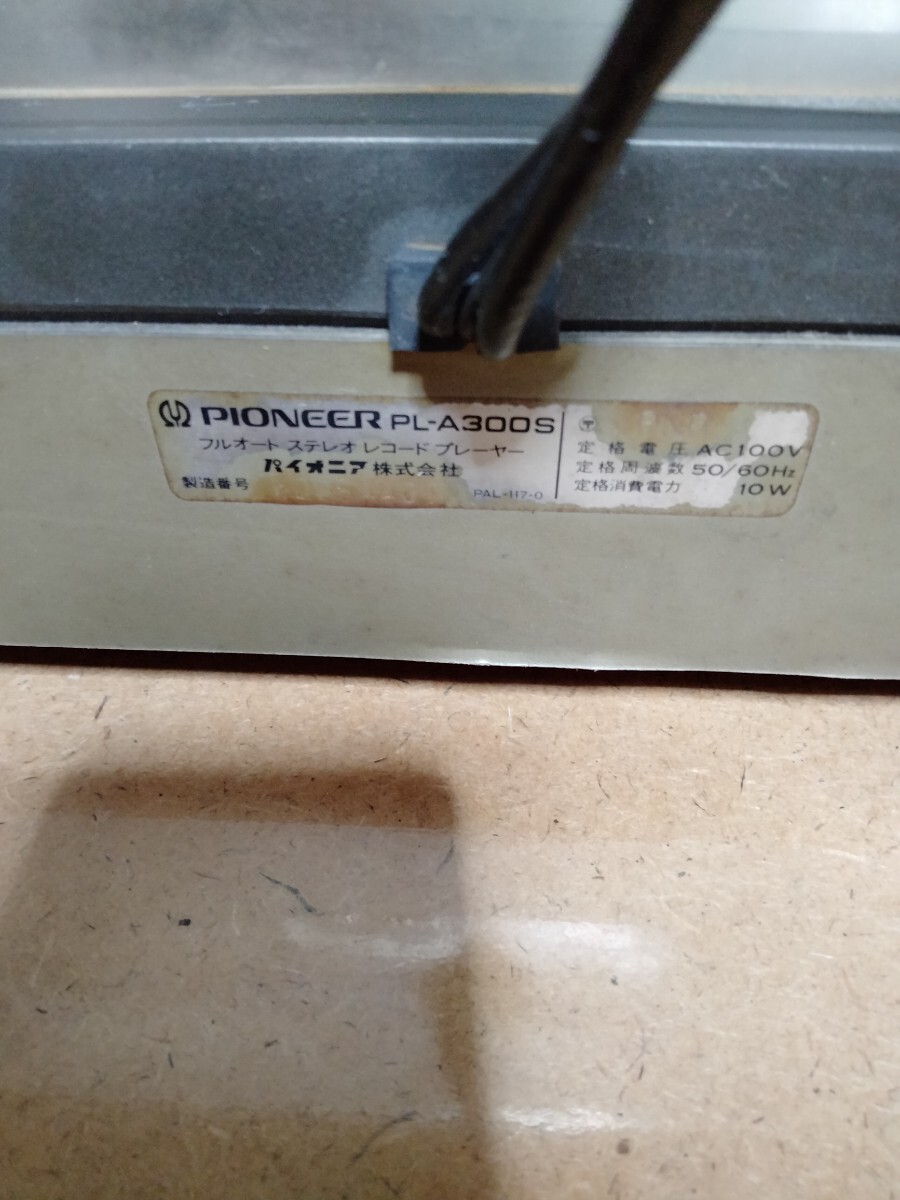 PIONEER PL-A300S
フルオート ステレオ レコード プレーヤー
パイオニア株式会社
製造番号
PAL-117-0
〒
定格電圧 AC100V
定格周波数 50/60Hz
定格消費電力 10W